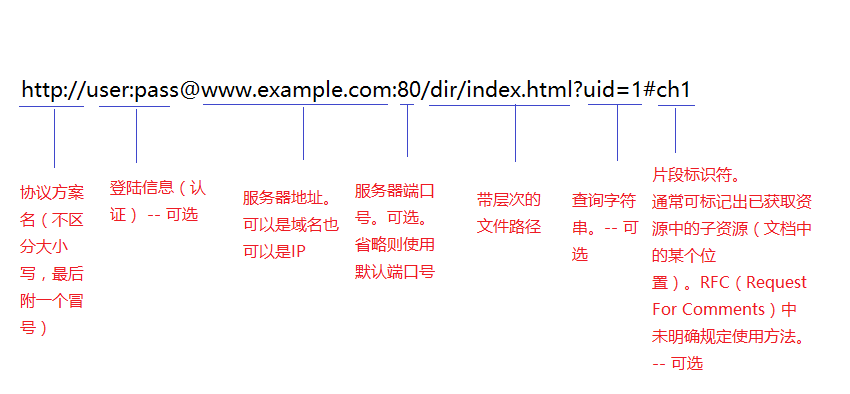 http://user:pass@www.example.com:80/dir/index.html?uid=1#ch1
协议方案
名（不区
分大小
写，最后
附一个冒
号）
登陆信息（认
证） -- 可选
服务器地址。
可以是域名也
可以是IP
服务器端口
号。可选。
省略则使用
默认端口号
带层次的
文件路径
查询字符
串。-- 可
选
片段标识符。
通常可标记出已获取资
源中的子资源（文档中
的某个位
置）。RFC（Request
For Comments）中
未明确规定使用方法。
-- 可选